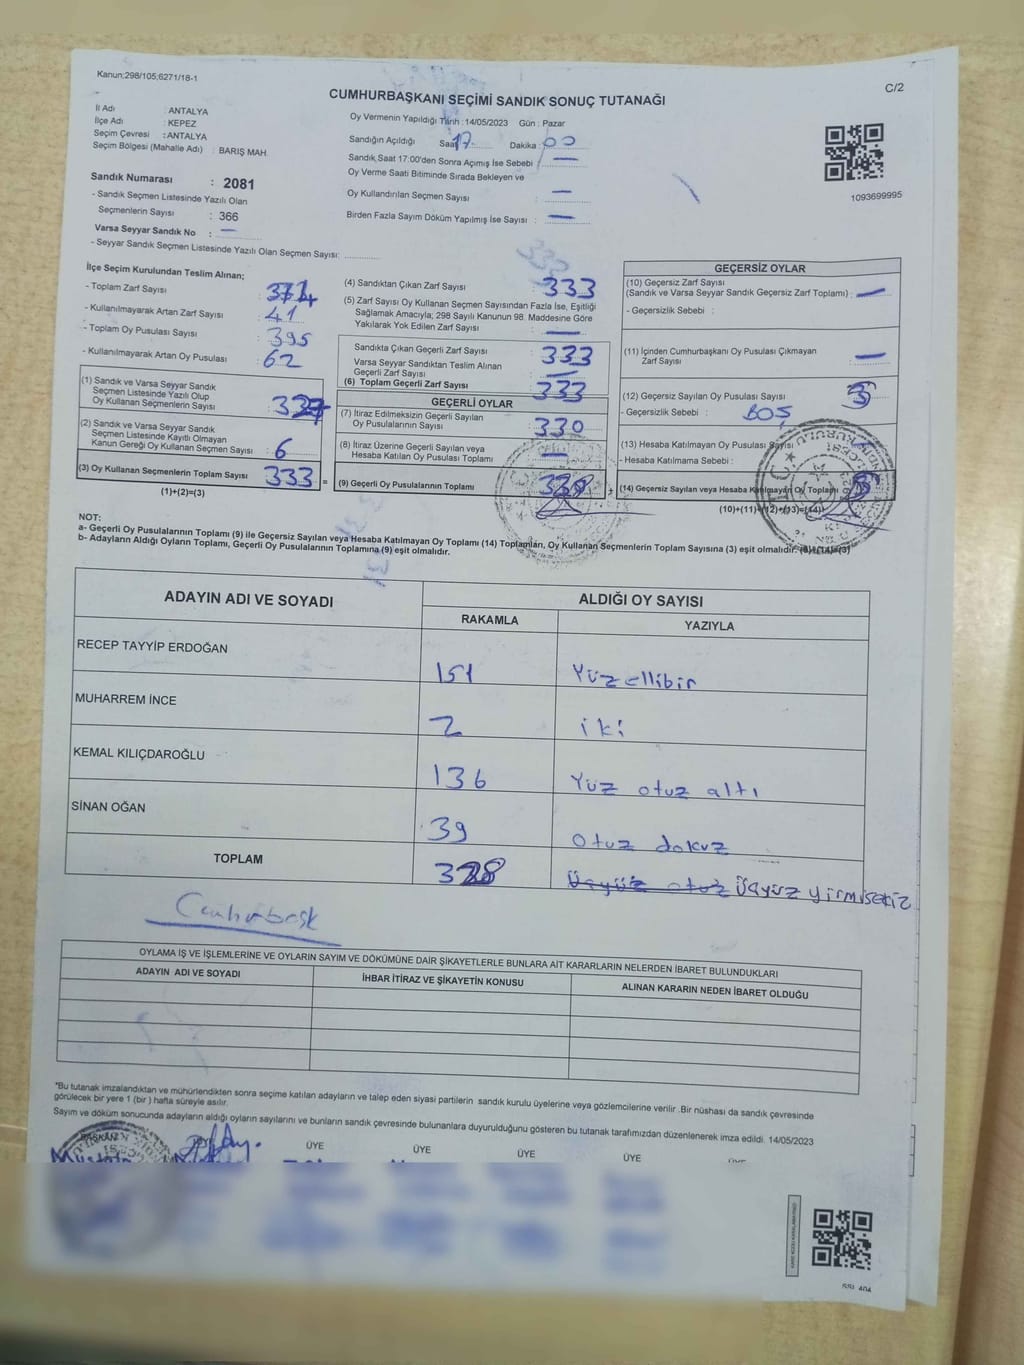 Kanun:298/105;6271/18-1
C/2
CUMHURBAŞKANI SEÇİMİ SANDIK SONUÇ TUTANAĞI
İl Adı : ANTALYA
İlçe Adı : KEPEZ
Seçim Çevresi : ANTALYA
Seçim Bölgesi (Mahalle Adı) : BARIŞ MAH.
Sandık Numarası : 2081
- Sandık Seçmen Listesinde Yazılı Olan
Seçmenlerin Sayısı : 366
Varsa Seyyar Sandık No : —
- Seyyar Sandık Seçmen Listesinde Yazılı Olan Seçmen Sayısı:
Oy Vermenin Yapıldığı Tarih : 14/05/2023 Gün : Pazar
Sandığın Açıldığı Saat 17 Dakika : 00
Sandık Saat 17:00'den Sonra Açımış İse Sebebi : —
Oy Verme Saati Bitiminde Sırada Bekleyen ve
Oy Kullandırılan Seçmen Sayısı : —
Birden Fazla Sayım Döküm Yapılmış İse Sayısı : —
1093699995
İlçe Seçim Kurulundan Teslim Alınan;
- Toplam Zarf Sayısı : 374
- Kullanılmayarak Artan Zarf Sayısı : 41
- Toplam Oy Pusulası Sayısı : 395
- Kullanılmayarak Artan Oy Pusulası : 62
(1) Sandık ve Varsa Seyyar Sandık
Seçmen Listesinde Yazılı Olup
Oy Kullanan Seçmenlerin Sayısı : 327
(2) Sandık ve Varsa Seyyar Sandık
Seçmen Listesinde Kayıtlı Olmayan
Kanun Gereği Oy Kullanan Seçmen Sayısı : 6
(3) Oy Kullanan Seçmenlerin Toplam Sayısı 333 =
(1)+(2)=(3)
(4) Sandıktan Çıkan Zarf Sayısı : 333
(5) Zarf Sayısı Oy Kullanan Seçmen Sayısından Fazla İse, Eşitliği
Sağlamak Amacıyla; 298 Sayılı Kanunun 98. Maddesine Göre
Yakılarak Yok Edilen Zarf Sayısı : —
Sandıkta Çıkan Geçerli Zarf Sayısı : 333
Varsa Seyyar Sandıktan Teslim Alınan
Geçerli Zarf Sayısı : —
(6) Toplam Geçerli Zarf Sayısı : 333
GEÇERLİ OYLAR
(7) İtiraz Edilmeksizin Geçerli Sayılan
Oy Pusulalarının Sayısı : 330
(8) İtiraz Üzerine Geçerli Sayılan veya
Hesaba Katılan Oy Pusulası Toplamı : —
(9) Geçerli Oy Pusulalarının Toplamı +
GEÇERSİZ OYLAR
(10) Geçersiz Zarf Sayısı
(Sandık ve Varsa Seyyar Sandık Geçersiz Zarf Toplamı) : —
- Geçersizlik Sebebi :
(11) İçinden Cumhurbaşkanı Oy Pusulası Çıkmayan
Zarf Sayısı : —
(12) Geçersiz Sayılan Oy Pusulası Sayısı :
- Geçersizlik Sebebi : BOŞ
(13) Hesaba Katılmayan Oy Pusulası Sayısı :
- Hesaba Katılmama Sebebi :
(14) Geçersiz Sayılan veya Hesaba Katılmayan Oy Toplamı
(10)+(11)+(12)+(13)=(14)
NOT:
a- Geçerli Oy Pusulalarının Toplamı (9) ile Geçersiz Sayılan veya Hesaba Katılmayan Oy Toplamı (14) Toplamları, Oy Kullanan Seçmenlerin Toplam Sayısına (3) eşit olmalıdır. (9)+(14)=(3)
b- Adayların Aldığı Oyların Toplamı, Geçerli Oy Pusulalarının Toplamına (9) eşit olmalıdır.
ADAYIN ADI VE SOYADI ALDIĞI OY SAYISI
RAKAMLA YAZIYLA
RECEP TAYYİP ERDOĞAN 151 Yüz ellibir
MUHARREM İNCE 2 iki
KEMAL KILIÇDAROĞLU 136 Yüz otuz altı
SİNAN OĞAN 39 otuz dokuz
TOPLAM 328 Üçyüz otuz Üçyüz yirmisekiz
Cumhurbaşk
OYLAMA İŞ VE İŞLEMLERİNE VE OYLARIN SAYIM VE DÖKÜMÜNE DAİR ŞİKAYETLERLE BUNLARA AİT KARARLARIN NELERDEN İBARET BULUNDUKLARI
ADAYIN ADI VE SOYADI İHBAR İTİRAZ VE ŞİKAYETİN KONUSU ALINAN KARARIN NEDEN İBARET OLDUĞU
*Bu tutanak imzalandıktan ve mühürlendikten sonra seçime katılan adayların ve talep eden siyasi partilerin sandık kurulu üyelerine veya gözlemcilerine verilir .Bir nüshası da sandık çevresinde
görülecek bir yere 1 (bir ) hafta süreyle asılır.
Sayım ve döküm sonucunda adayların aldığı oyların sayılarını ve bunların sandık çevresinde bulunanlara duyurulduğunu gösteren bu tutanak tarafımızdan düzenlenerek imza edildi. 14/05/2023
BAŞKAN ÜYE ÜYE ÜYE ÜYE